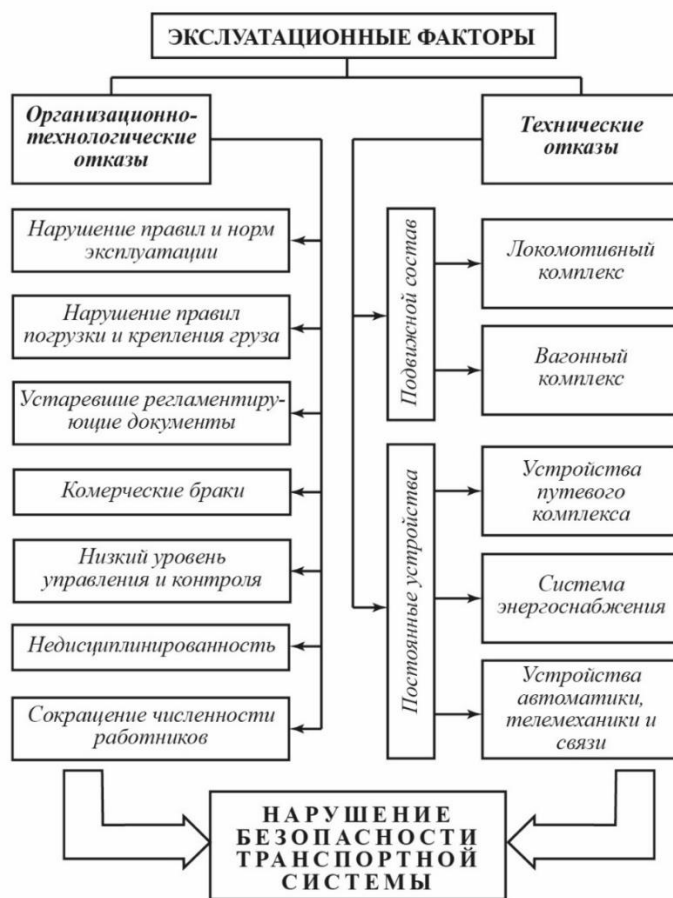 ЭКСЛУАТАЦИОННЫЕ ФАКТОРЫ
Организационно-
технологические
отказы
Нарушение правил и норм
эксплуатации
Нарушение правил
погрузки и крепления груза
Устаревшие регламентиру-
ющие документы
Комерческие браки
Низкий уровень
управления и контроля
Недисциплинированность
Сокращение численности
работников
Технические
отказы
Подвижной состав
Локомотивный
комплекс
Вагонный
комплекс
Постоянные устройства
Устройства
путевого
комплекса
Система
энергоснабжения
Устройства
автоматики,
телемеханики и
связи
НАРУШЕНИЕ
БЕЗОПАСНОСТИ
ТРАНСПОРТНОЙ
СИСТЕМЫ